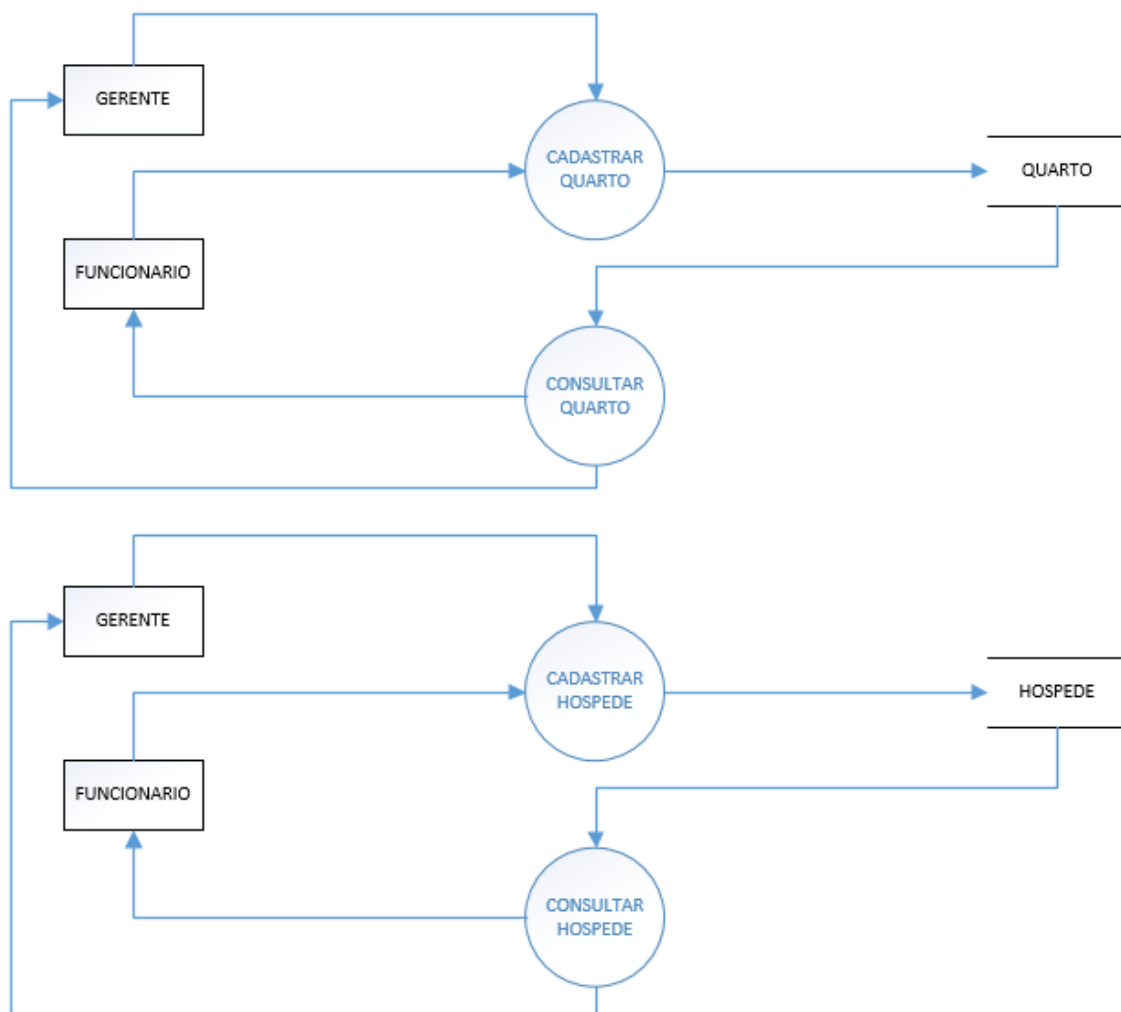 GERENTE
CADASTRAR
QUARTO
QUARTO
FUNCIONARIO
CONSULTAR
QUARTO
GERENTE
CADASTRAR
HOSPEDE
HOSPEDE
FUNCIONARIO
CONSULTAR
HOSPEDE